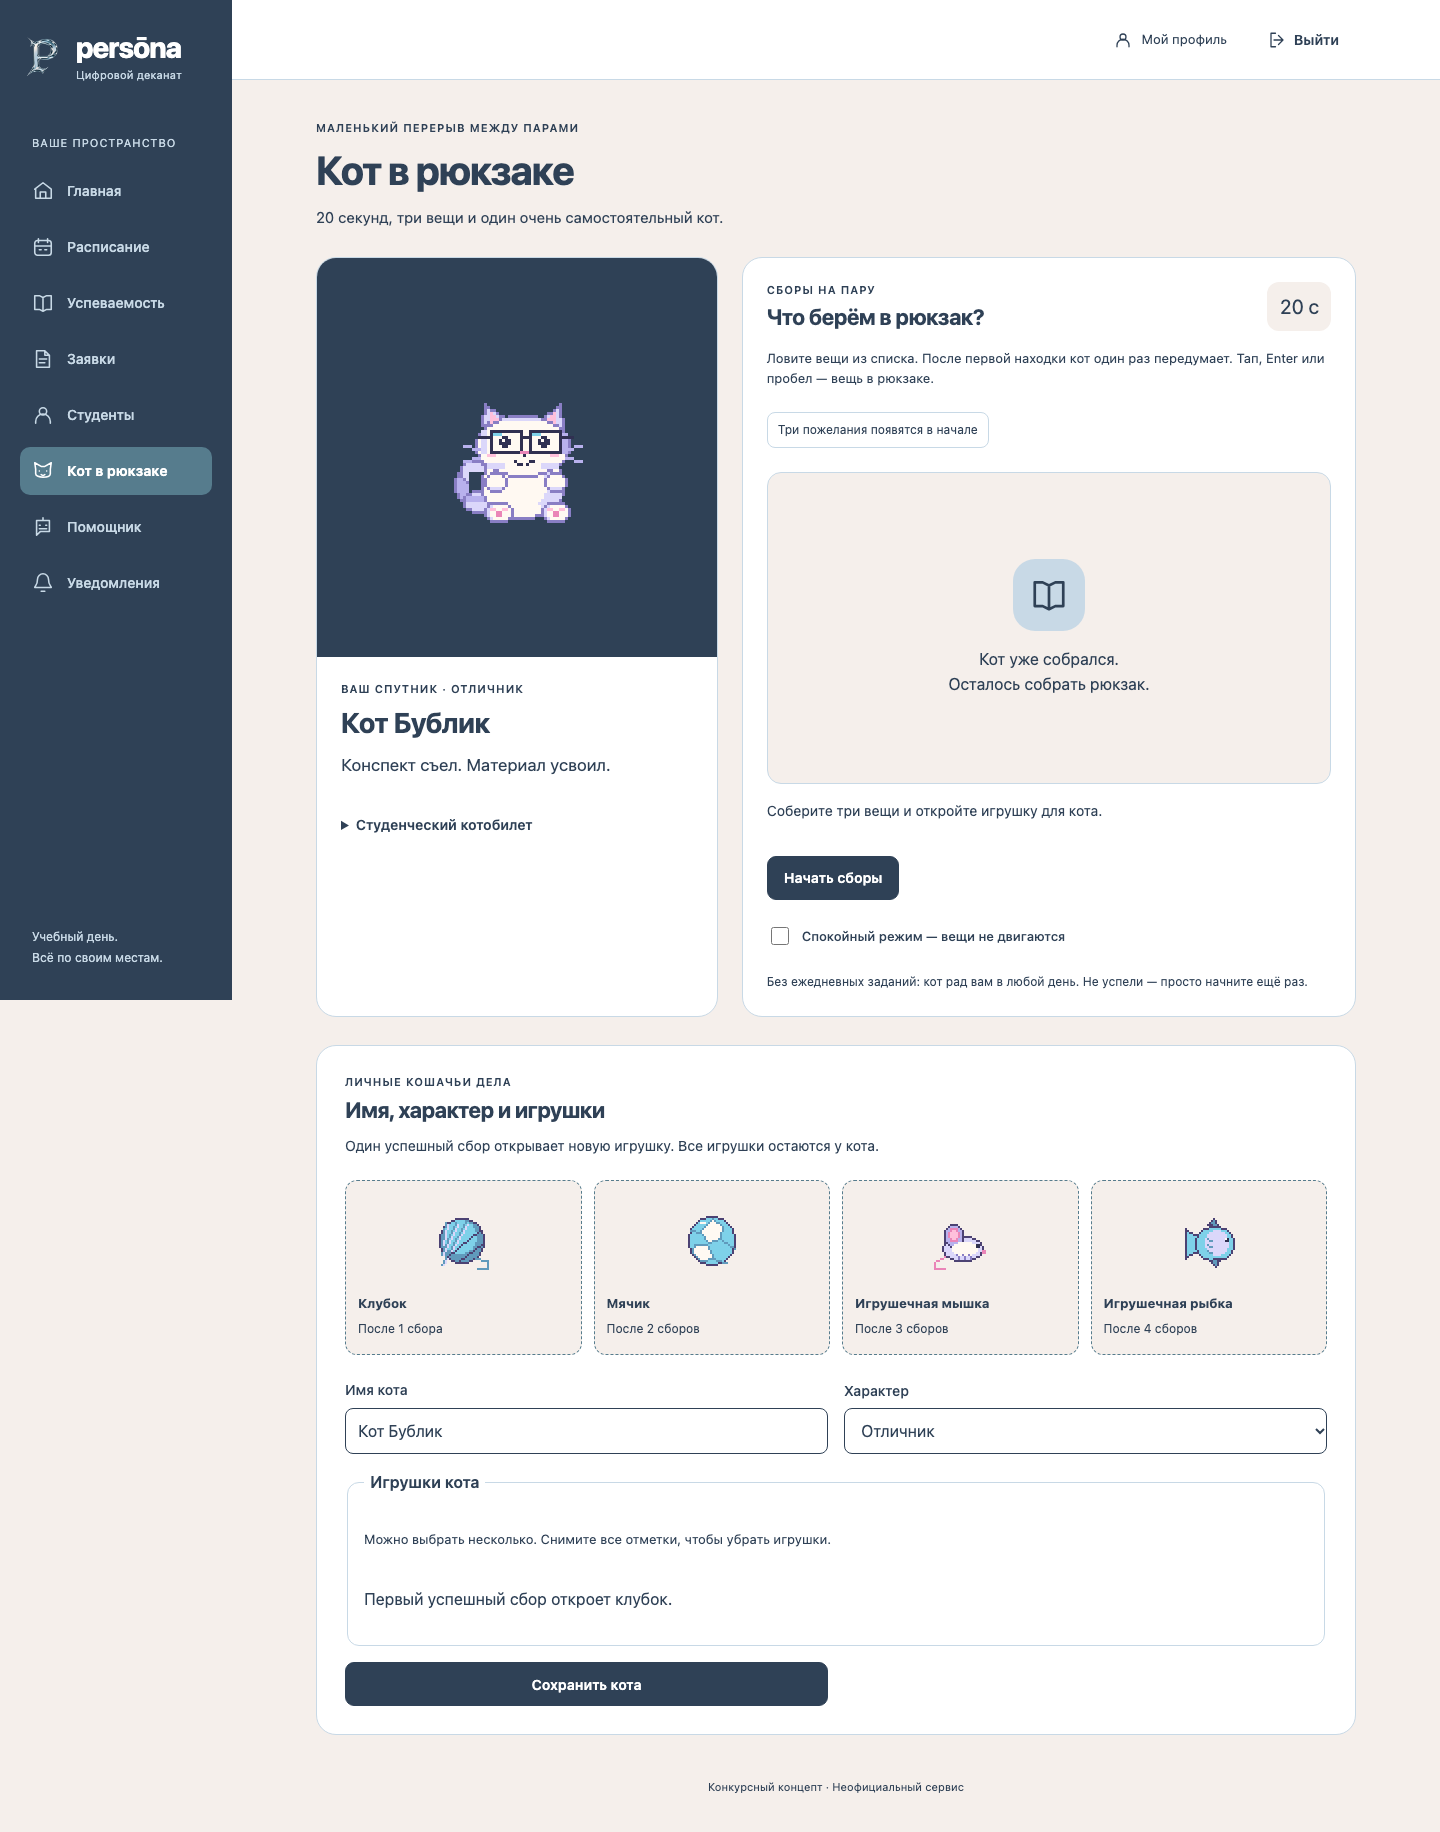 persōna
Цифровой деканат
ВАШЕ ПРОСТРАНСТВО
Главная
Расписание
Успеваемость
Заявки
Студенты
Кот в рюкзаке
Помощник
Уведомления
Учебный день.
Всё по своим местам.
Мой профиль
Выйти
МАЛЕНЬКИЙ ПЕРЕРЫВ МЕЖДУ ПАРАМИ
Кот в рюкзаке
20 секунд, три вещи и один очень самостоятельный кот.
ВАШ СПУТНИК · ОТЛИЧНИК
Кот Бублик
Конспект съел. Материал усвоил.
Студенческий котобилет
СБОРЫ НА ПАРУ
Что берём в рюкзак?
20 с
Ловите вещи из списка. После первой находки кот один раз передумает. Тап, Enter или
пробел — вещь в рюкзаке.
Три пожелания появятся в начале
Кот уже собрался.
Осталось собрать рюкзак.
Соберите три вещи и откройте игрушку для кота.
Начать сборы
Спокойный режим — вещи не двигаются
Без ежедневных заданий: кот рад вам в любой день. Не успели — просто начните ещё раз.
ЛИЧНЫЕ КОШАЧЬИ ДЕЛА
Имя, характер и игрушки
Один успешный сбор открывает новую игрушку. Все игрушки остаются у кота.
Клубок
После 1 сбора
Мячик
После 2 сборов
Игрушечная мышка
После 3 сборов
Игрушечная рыбка
После 4 сборов
Имя кота
Кот Бублик
Характер
Отличник
Игрушки кота
Можно выбрать несколько. Снимите все отметки, чтобы убрать игрушки.
Первый успешный сбор откроет клубок.
Сохранить кота
Конкурсный концепт · Неофициальный сервис